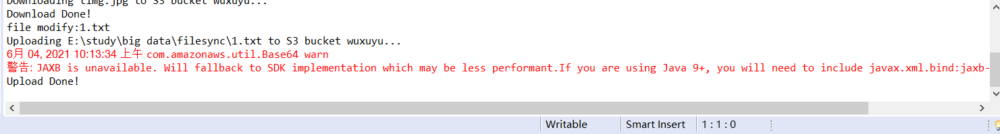 Downloading timg.jpg to S3 bucket wuxuyu...
Download Done!
file modify:1.txt
Uploading E:\study\big data\filesync\1.txt to S3 bucket wuxuyu...
6月 04, 2021 10:13:34 上午 com.amazonaws.util.Base64 warn
警告: JAXB is unavailable. Will fallback to SDK implementation which may be less performant.If you are using Java 9+, you will need to include javax.xml.bind:jaxb-
Upload Done!
Writable Smart Insert 1 : 1 : 0